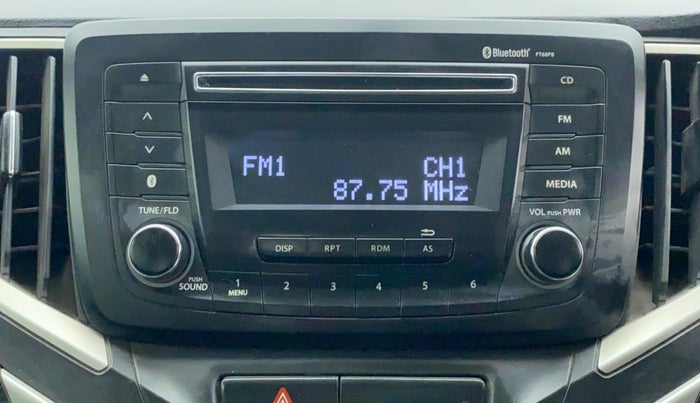 Bluetooth® FT68PB
CD
FM
AM
MEDIA
FM1 CH1
87.75 MHz
TUNE/FLD
VOL PUSH PWR
DISP RPT RDM AS
PUSH
SOUND
1 2 3 4 5 6
MENU